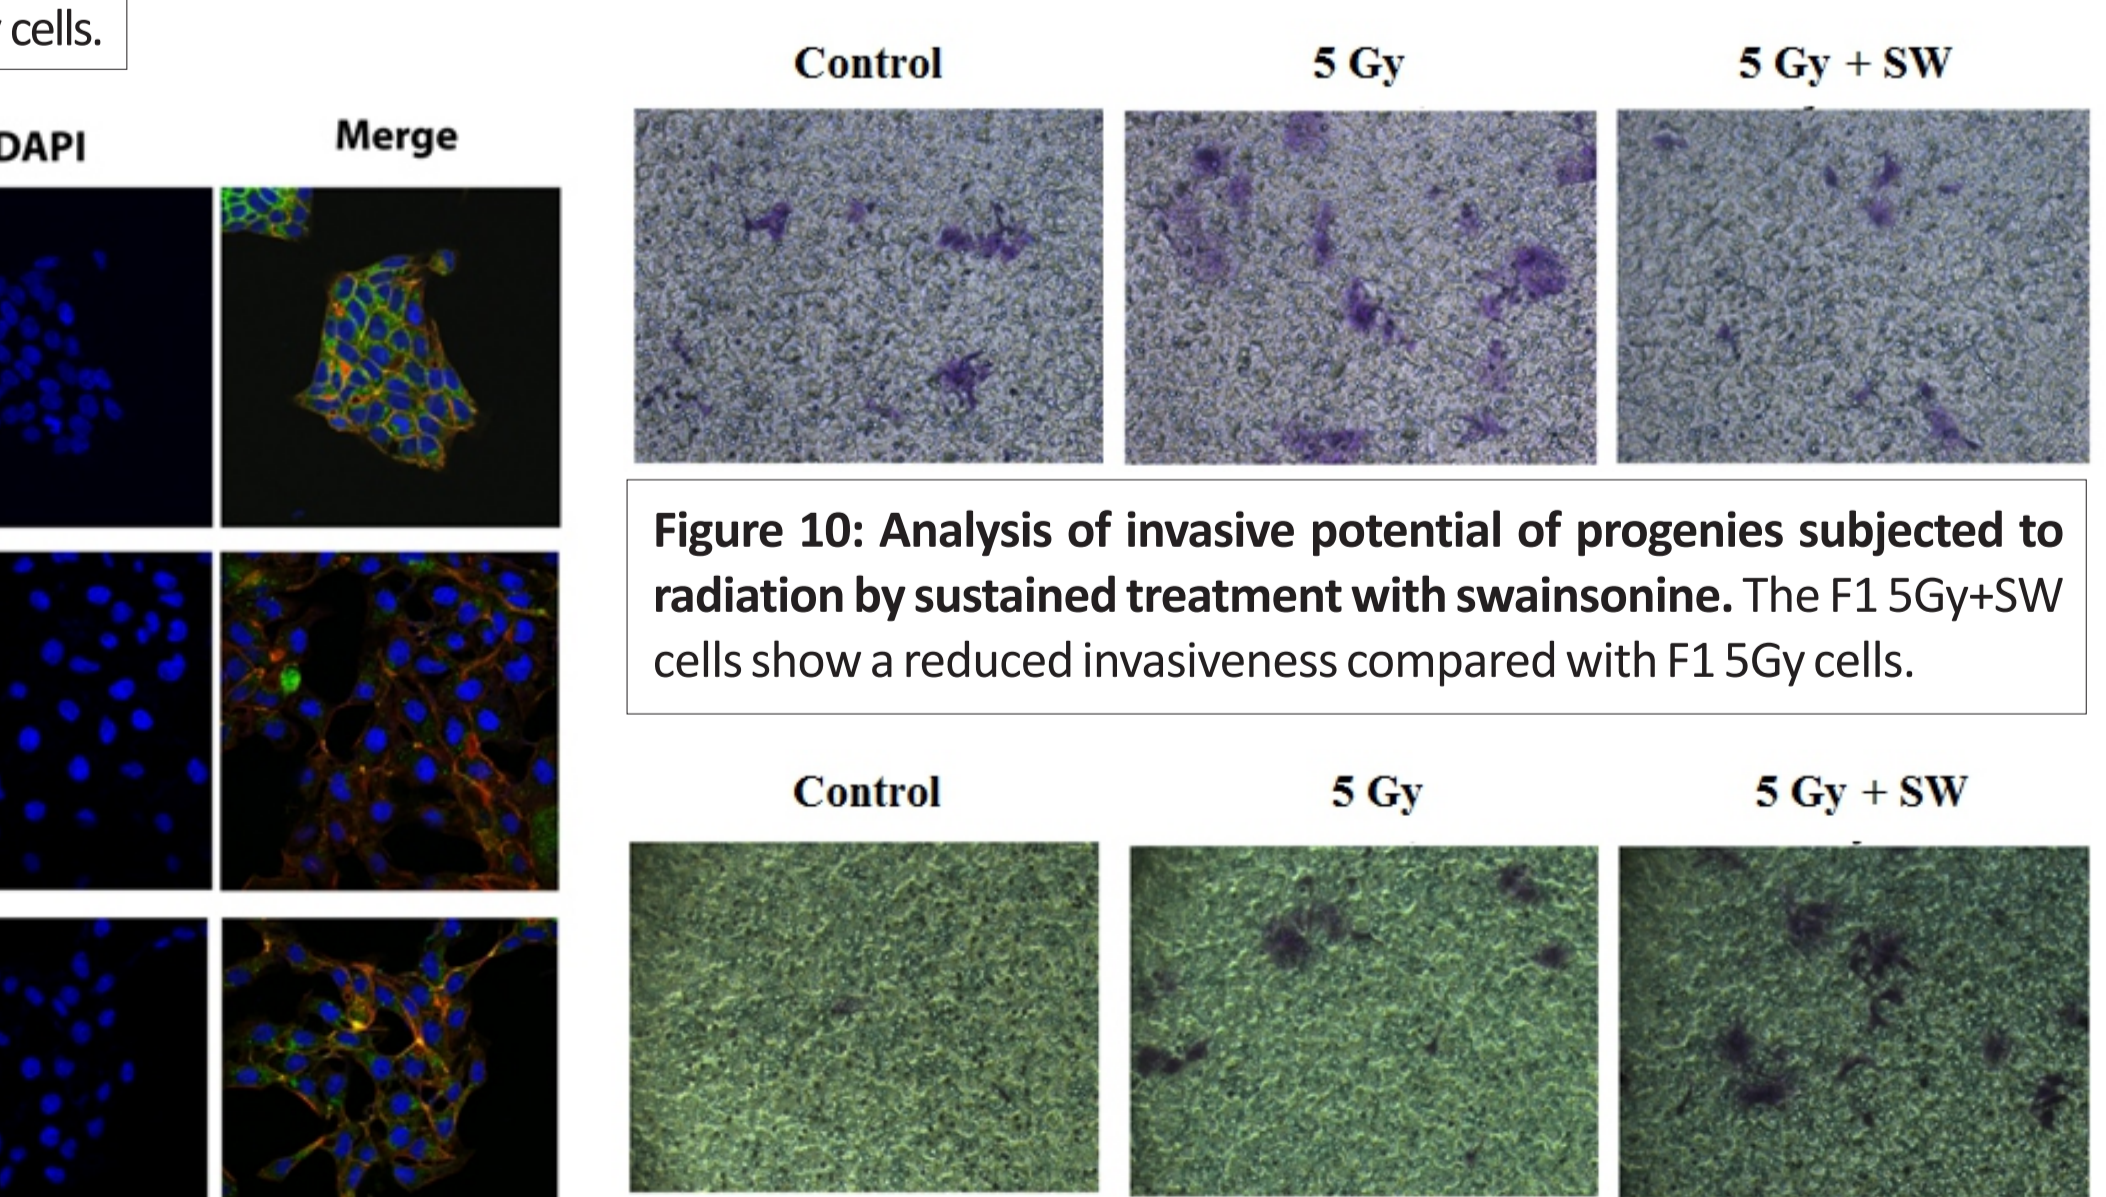 cells.
DAPI
Merge
Control
5 Gy
5 Gy + SW
Figure 10: Analysis of invasive potential of progenies subjected to
radiation by sustained treatment with swainsonine. The F1 5Gy+SW
cells show a reduced invasiveness compared with F1 5Gy cells.
Control
5 Gy
5 Gy + SW